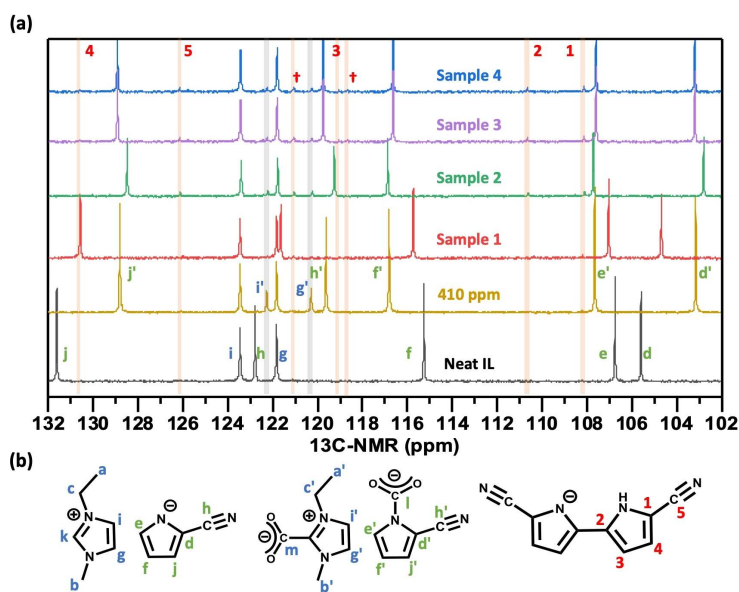 (a)
4 5 3 2 1
† †
Sample 4
Sample 3
Sample 2
Sample 1
j' i' h' g' f' e' d'
410 ppm
j i h g f e d
Neat IL
132 130 128 126 124 122 120 118 116 114 112 110 108 106 104 102
13C-NMR (ppm)
(b)
a c N ⊕ k i N g b
e N ⊖ h C N d f j
a' c' N ⊕ i' O ⊖ O C m N g' b'
O ⊖ O C l N e' h' C N d' f' j'
N C N ⊖ H N 1 C N 5 2 3 4